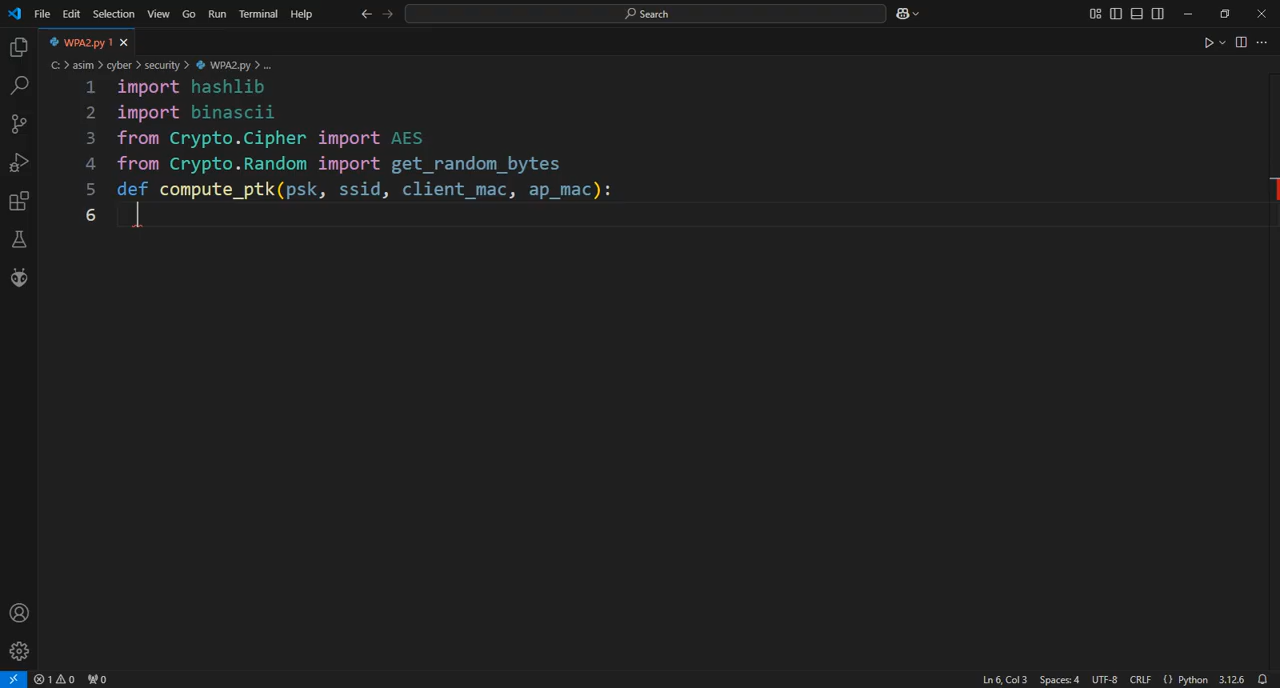 File Edit Selection View Go Run Terminal Help Search
WPA2.py 1
C: > asim > cyber > security > WPA2.py > ...
1 import hashlib
2 import binascii
3 from Crypto.Cipher import AES
4 from Crypto.Random import get_random_bytes
5 def compute_ptk(psk, ssid, client_mac, ap_mac):
6
1 0 0 Ln 6, Col 3 Spaces: 4 UTF-8 CRLF {} Python 3.12.6